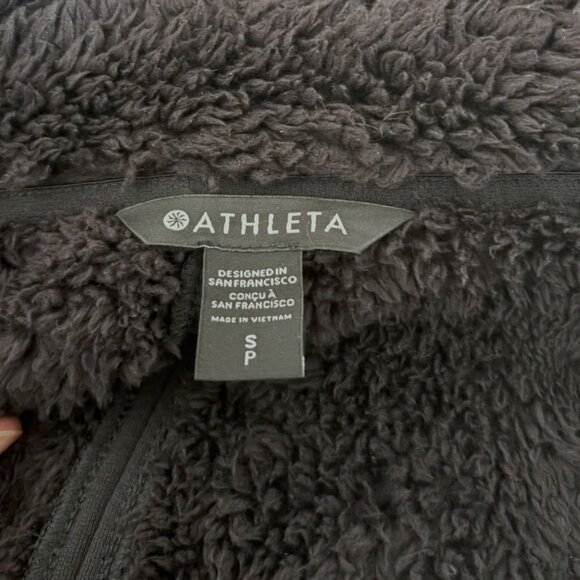 ATHLETA
DESIGNED IN
SAN FRANCISCO
CONÇU À
SAN FRANCISCO
MADE IN VIETNAM
S
P